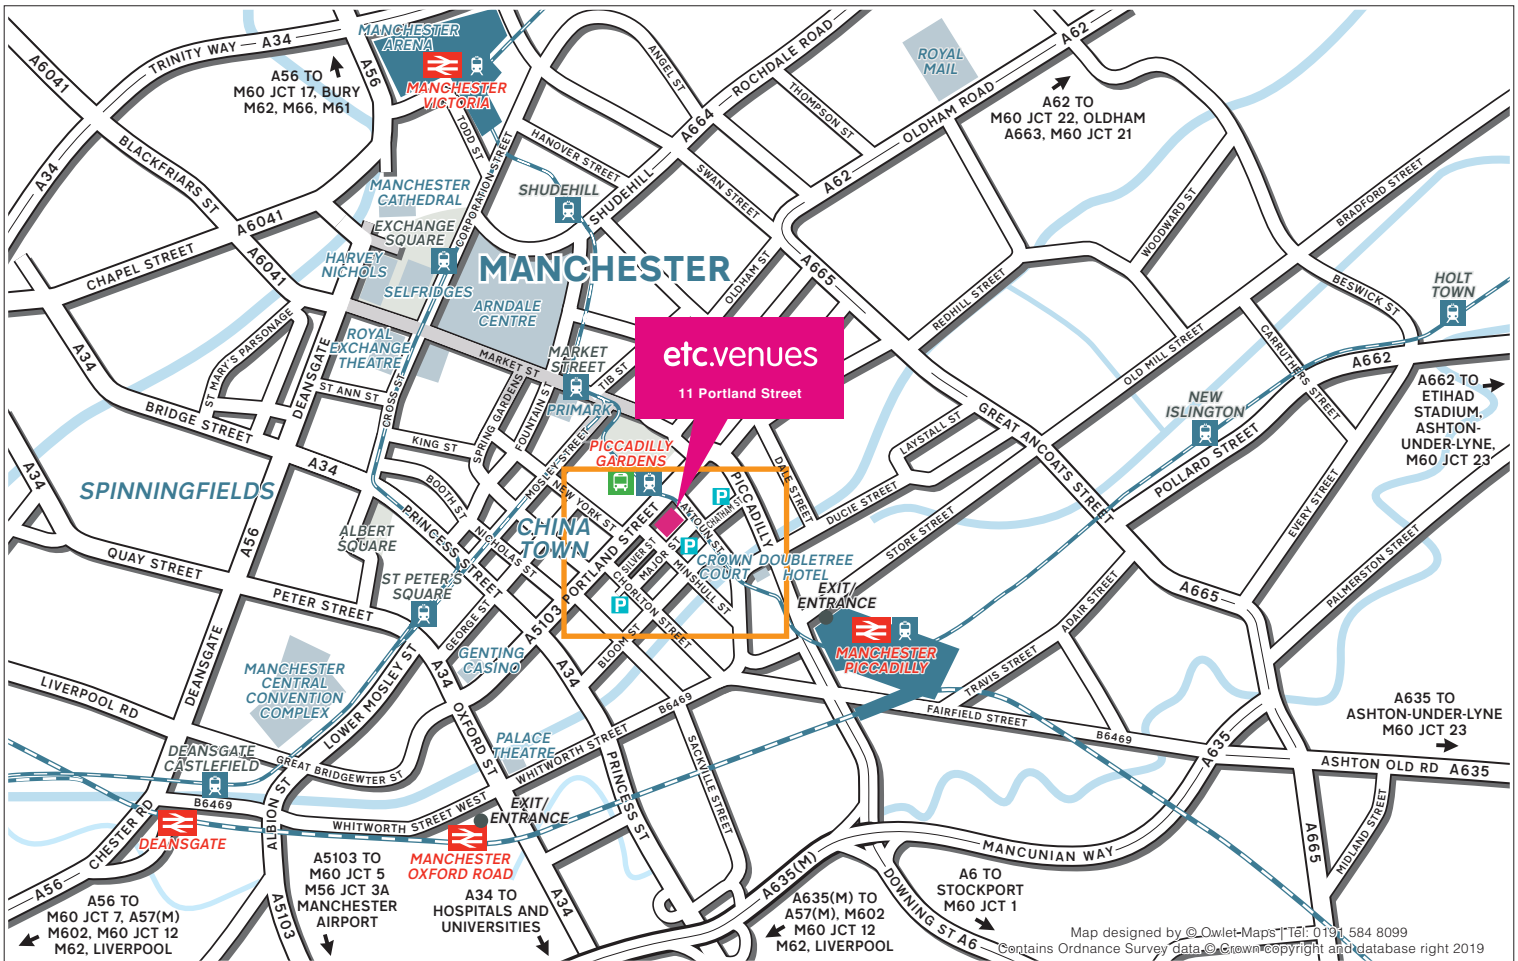 MANCHESTER
ARENA
TRINITY WAY
A34
A6041
A56 TO
M60 JCT 17, BURY
M62, M66, M61
A56
MANCHESTER
VICTORIA
TODD ST
CORPORATION STREET
HANOVER STREET
ANGEL ST
ROCHDALE ROAD
A664
THOMPSON ST
ROYAL
MAIL
A62
OLDHAM ROAD
A62
A62 TO
M60 JCT 22, OLDHAM
A663, M60 JCT 21
A34
BLACKFRIARS ST
A6041
A6041
CHAPEL STREET
MANCHESTER
CATHEDRAL
EXCHANGE
SQUARE
HARVEY
NICHOLS
SELFRIDGES
SHUDEHILL
SHUDEHILL
SWAN STREET
MANCHESTER
ARNDALE
CENTRE
OLDHAM ST
A665
REDHILL STREET
WOODWARD ST
BRADFORD STREET
BESWICK ST
HOLT
TOWN
A34
ST MARY'S PARSONAGE
DEANSGATE
ROYAL
EXCHANGE
THEATRE
ST ANN ST
CROSS ST
MARKET ST
MARKET
STREET
PRIMARK
TIB ST
etc.venues
11 Portland Street
OLD MILL STREET
CARRUTHERS STREET
A662
A662 TO
ETIHAD
STADIUM,
ASHTON-
UNDER-LYNE,
M60 JCT 23
BRIDGE STREET
A34
KING ST
SPRING GARDENS
FOUNTAIN ST
MOSLEY STREET
PICCADILLY
GARDENS
GREAT ANCOATS STREET
LAYSTALL ST
NEW
ISLINGTON
POLLARD STREET
EVERY STREET
A34
SPINNINGFIELDS
BOOTH ST
NEW YORK ST
CHINA
TOWN
PORTLAND STREET
P
AYTOUN ST
CHATHAM ST
PICCADILLY
DALE STREET
DUCIE STREET
STORE STREET
ALBERT
SQUARE
PRINCESS STREET
NICHOLAS ST
SILVER ST
MAJOR ST
P
MINSHULL ST
CROWN
COURT
DOUBLETREE
HOTEL
EXIT/
ENTRANCE
A56
QUAY STREET
PETER STREET
ST PETER'S
SQUARE
GEORGE ST
A5103
P
CHORLTON STREET
BLOOM ST
MANCHESTER
PICCADILLY
ADAIR STREET
TRAVIS STREET
A665
PALMERSTON STREET
DEANSGATE
MANCHESTER
CENTRAL
CONVENTION
COMPLEX
LOWER MOSLEY ST
GENTING
CASINO
A34
A34
OXFORD ST
LIVERPOOL RD
B6469
FAIRFIELD STREET
B6469
A635
A635 TO
ASHTON-UNDER-LYNE
M60 JCT 23
ASHTON OLD RD
A635
DEANSGATE
CASTLEFIELD
GREAT BRIDGEWTER ST
PALACE
THEATRE
WHITWORTH STREET
PRINCESS ST
SACKVILLE STREET
B6469
WHITWORTH STREET WEST
EXIT/
ENTRANCE
ALBION ST
CHESTER RD
DEANSGATE
MANCHESTER
OXFORD ROAD
MANCUNIAN WAY
A665
MIDLAND STREET
A56
A56 TO
M60 JCT 7, A57(M)
M602, M60 JCT 12
M62, LIVERPOOL
A5103
A5103 TO
M60 JCT 5
M56 JCT 3A
MANCHESTER
AIRPORT
A34 TO
HOSPITALS AND
UNIVERSITIES
A34
A635(M)
A635(M) TO
A57(M), M602
M60 JCT 12
M62, LIVERPOOL
DOWNING ST A6
A6 TO
STOCKPORT
M60 JCT 1
Map designed by © Owlet Maps | Tel: 0191 584 8099
Contains Ordnance Survey data © Crown copyright and database right 2019